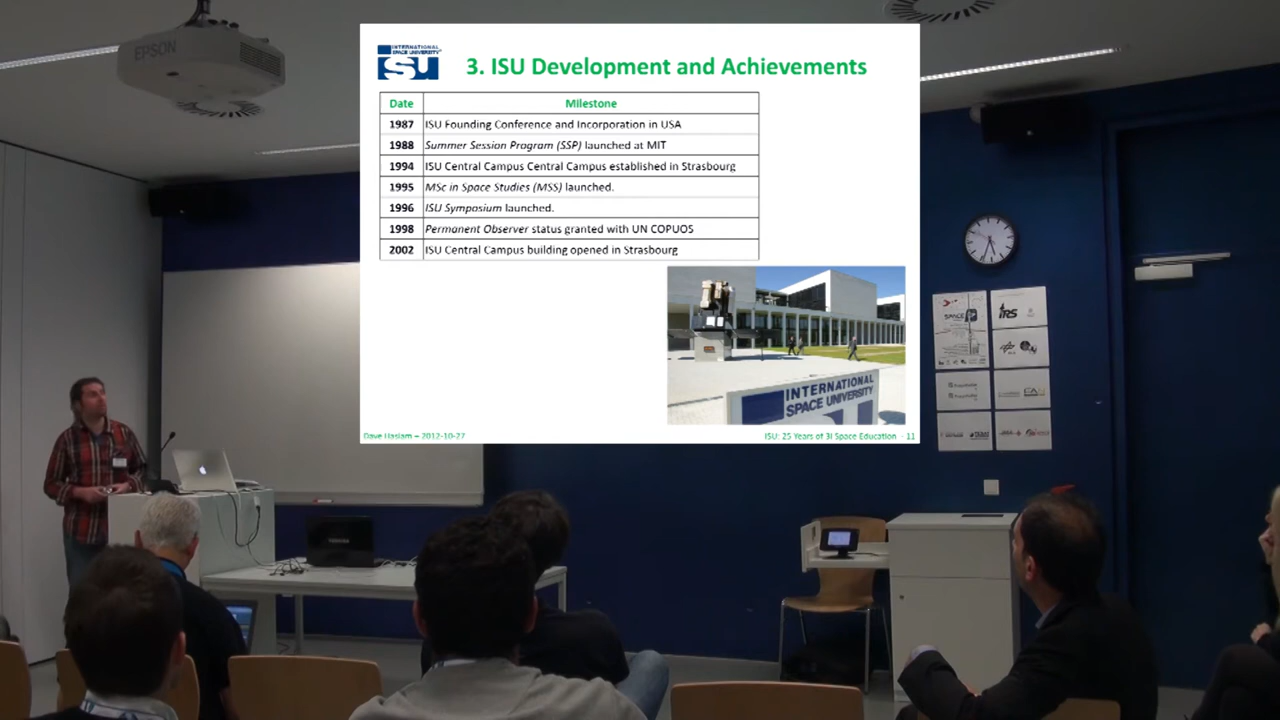 EPSON
INTERNATIONAL
SPACE UNIVERSITY
ISU
3. ISU Development and Achievements
Date Milestone
1987 ISU Founding Conference and Incorporation in USA
1988 Summer Session Program (SSP) launched at MIT
1994 ISU Central Campus Central Campus established in Strasbourg
1995 MSc in Space Studies (MSS) launched.
1996 ISU Symposium launched.
1998 Permanent Observer status granted with UN COPUOS
2002 ISU Central Campus building opened in Strasbourg
INTERNATIONAL
SPACE UNIVERSITY
Dave Haslam – 2012-10-27
ISU: 25 Years of 3I Space Education - 11
SPACE
IRS
DLR
TOSHIBA